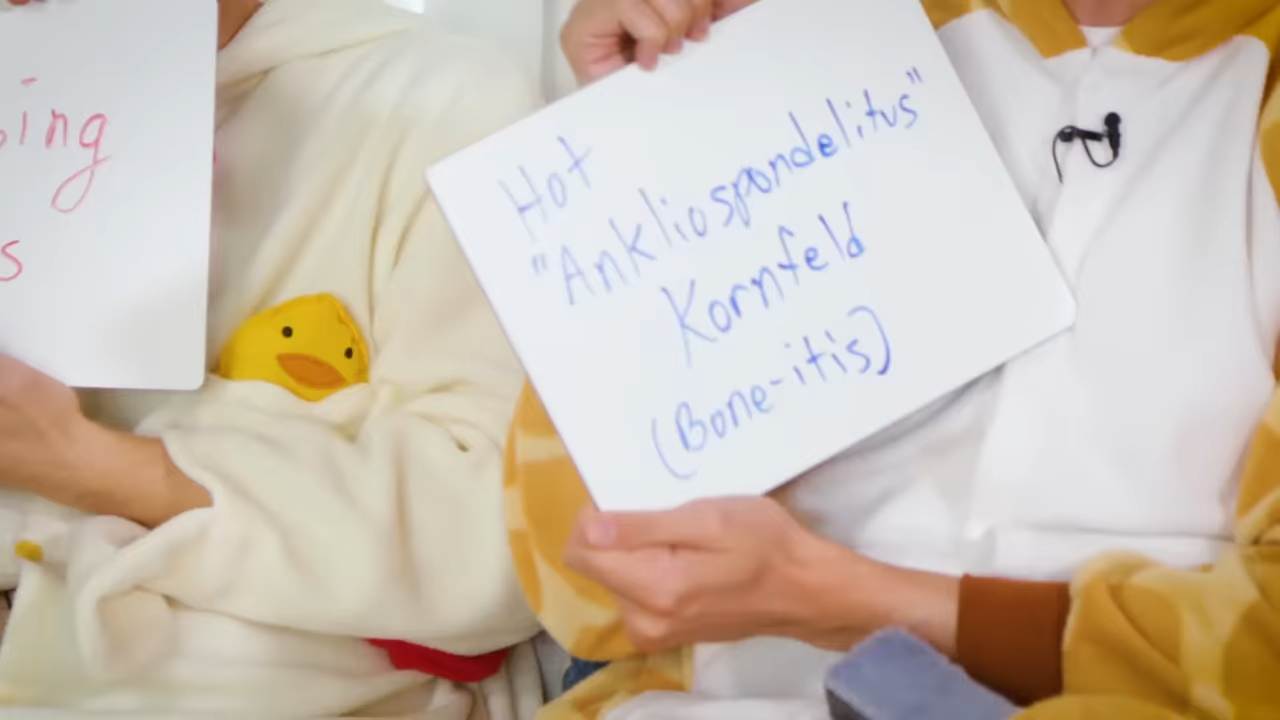 ing
s
Hot
"Ankliospondelitus"
Kornfeld
(Bone-itis)